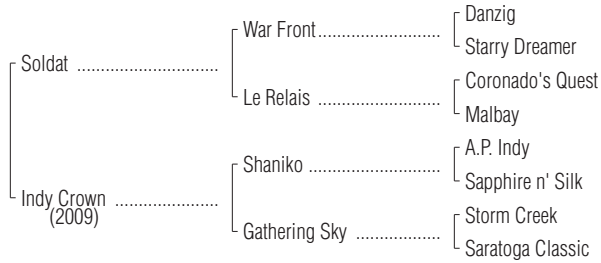 Danzig
War Front
Starry Dreamer
Soldat
Coronado's Quest
Le Relais
Malbay
A.P. Indy
Shaniko
Sapphire n' Silk
Indy Crown
(2009)
Storm Creek
Gathering Sky
Saratoga Classic